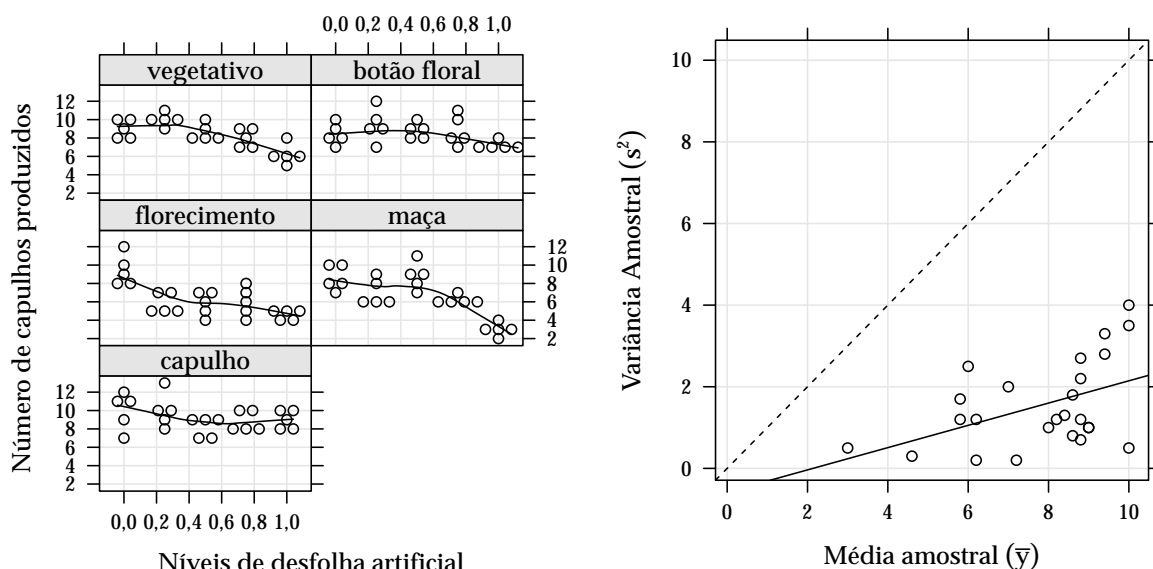 0,0 0,2 0,4 0,6 0,8 1,0
vegetativo
botão floral
12
10
8
6
4
2
florecimento
maça
12
10
8
6
4
2
capulho
12
10
8
6
4
2
0,0 0,2 0,4 0,6 0,8 1,0
Número de capulhos produzidos
Níveis de desfolha artificial
10
8
6
4
2
0
0 2 4 6 8 10
Variância Amostral (s²)
Média amostral (y̅)